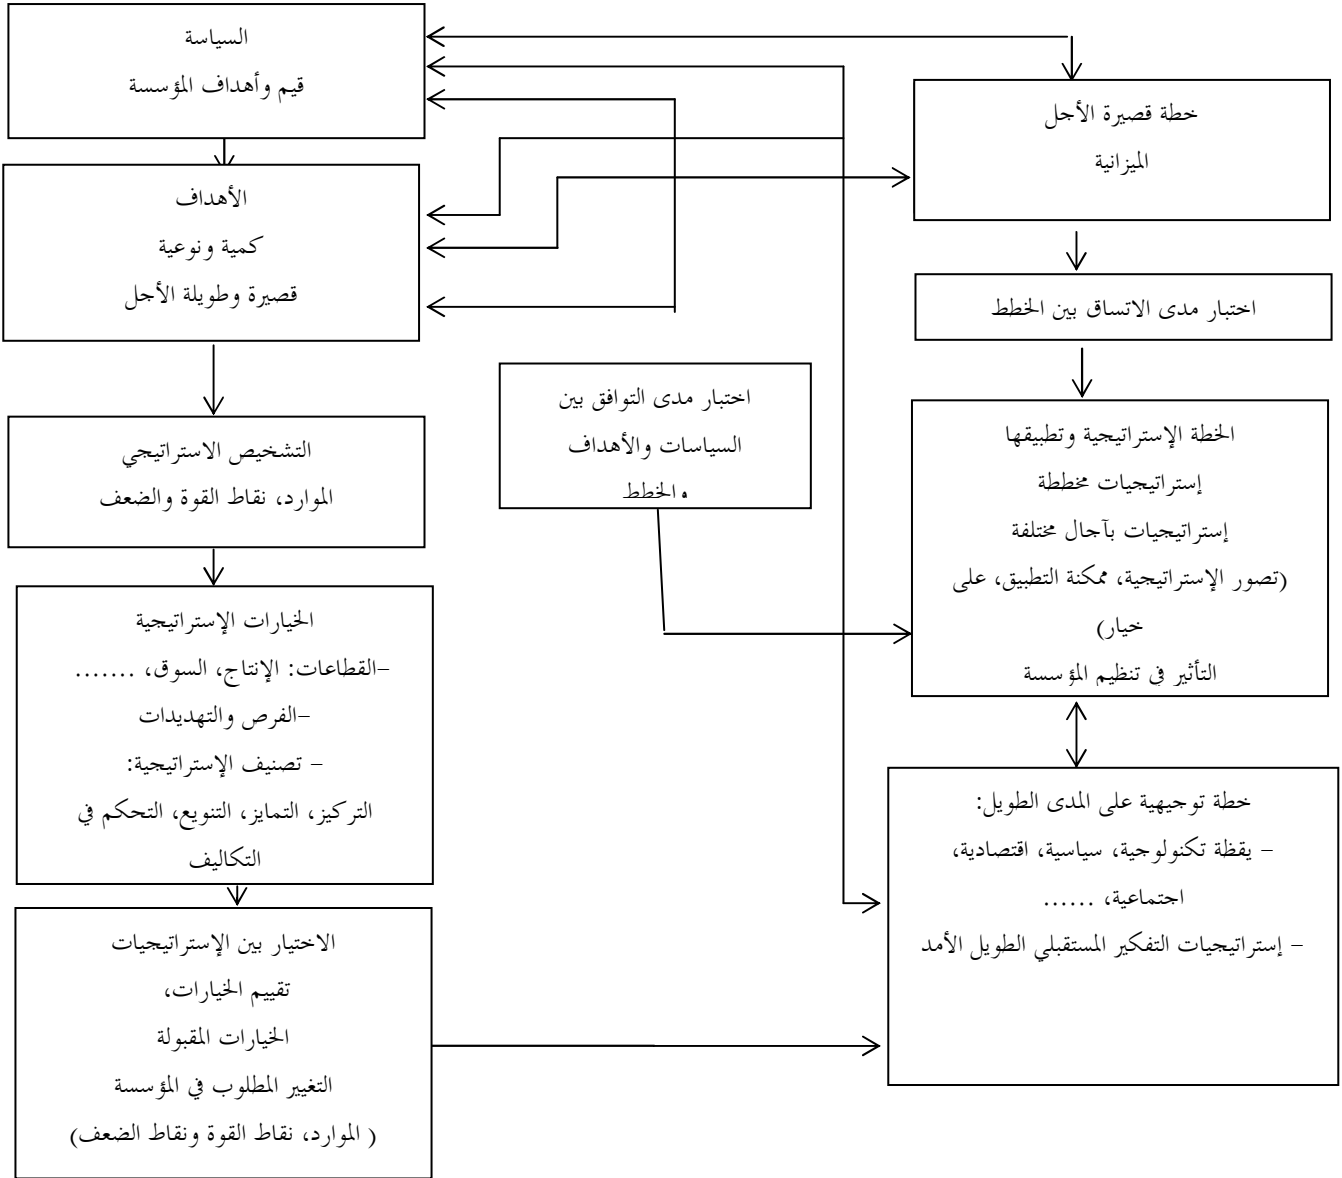 السياسة
قيم وأهداف المؤسسة
الأهداف
كمية ونوعية
قصيرة وطويلة الأجل
التشخيص الاستراتيجي
الموارد، نقاط القوة والضعف
الخيارات الإستراتيجية
-القطاعات: الإنتاج، السوق، .......
-الفرص والتهديدات
- تصنيف الإستراتيجية:
التركيز، التمايز، التنويع، التحكم في
التكاليف
الاختيار بين الإستراتيجيات
تقييم الخيارات،
الخيارات المقبولة
التغيير المطلوب في المؤسسة
( الموارد، نقاط القوة ونقاط الضعف)
اختبار مدى التوافق بين
السياسات والأهداف
والخطط
خطة قصيرة الأجل
الميزانية
اختبار مدى الاتساق بين الخطط
الخطة الإستراتيجية وتطبيقها
إستراتيجيات مخططة
إستراتيجيات بآجال مختلفة
(تصور الإستراتيجية، ممكنة التطبيق، على
خيار)
التأثير في تنظيم المؤسسة
خطة توجيهية على المدى الطويل:
- يقظة تكنولوجية، سياسية، اقتصادية،
اجتماعية، ......
- إستراتيجيات التفكير المستقبلي الطويل الأمد